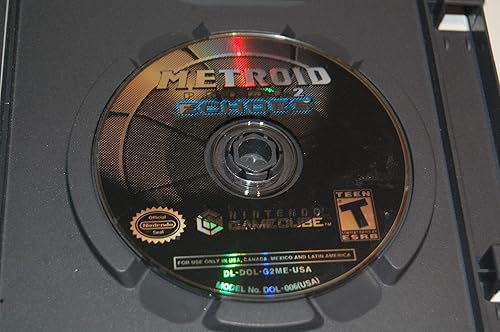 METROID
PRIME 2
ECHOES
Official
Nintendo
Seal
NINTENDO
GAMECUBE™
TEEN
T
ESRB
FOR USE ONLY IN USA, CANADA, MEXICO AND LATIN AMERICA
DL-DOL-G2ME-USA
MODEL No. DOL-006(USA)